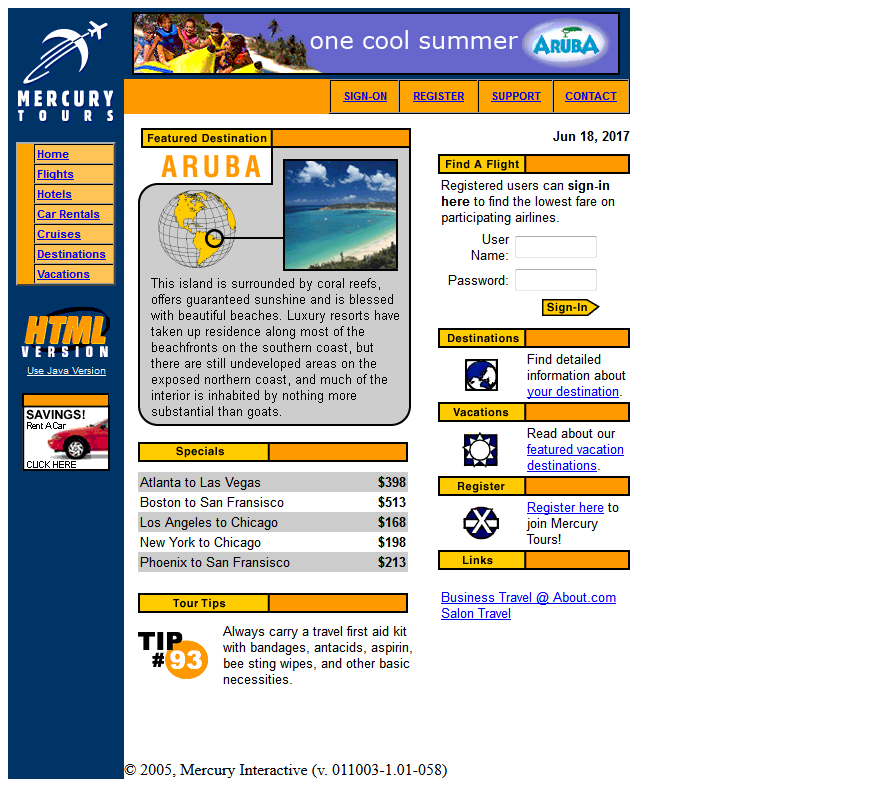 one cool summer ARUBA
MERCURY
TOURS
SIGN-ON REGISTER SUPPORT CONTACT
Home
Flights
Hotels
Car Rentals
Cruises
Destinations
Vacations
HTML
VERSION
Use Java Version
SAVINGS!
Rent A Car
CLICK HERE
Featured Destination
ARUBA
This island is surrounded by coral reefs,
offers guaranteed sunshine and is blessed
with beautiful beaches. Luxury resorts have
taken up residence along most of the
beachfronts on the southern coast, but
there are still undeveloped areas on the
exposed northern coast, and much of the
interior is inhabited by nothing more
substantial than goats.
Specials
Atlanta to Las Vegas $398
Boston to San Fransisco $513
Los Angeles to Chicago $168
New York to Chicago $198
Phoenix to San Fransisco $213
Tour Tips
TIP
#93
Always carry a travel first aid kit
with bandages, antacids, aspirin,
bee sting wipes, and other basic
necessities.
Jun 18, 2017
Find A Flight
Registered users can sign-in
here to find the lowest fare on
participating airlines.
User
Name:
Password:
Sign-In
Destinations
Find detailed
information about
your destination.
Vacations
Read about our
featured vacation
destinations.
Register
Register here to
join Mercury
Tours!
Links
Business Travel @ About.com
Salon Travel
© 2005, Mercury Interactive (v. 011003-1.01-058)